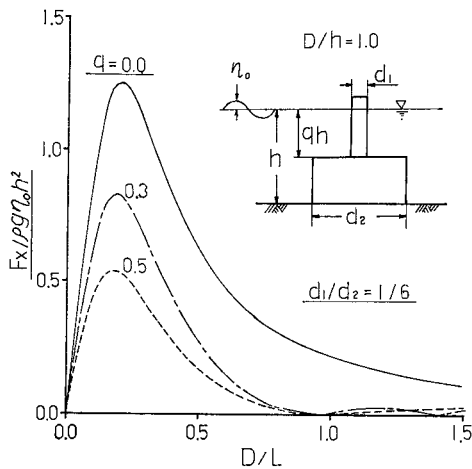 1.5
1.0
0.5
0.0
Fx/ρgη₀h²
q = 0.0
0.3
0.5
D/h = 1.0
η₀
d₁
qh
h
d₂
d₁/d₂ = 1/6
0.0
0.5
1.0
1.5
D/L